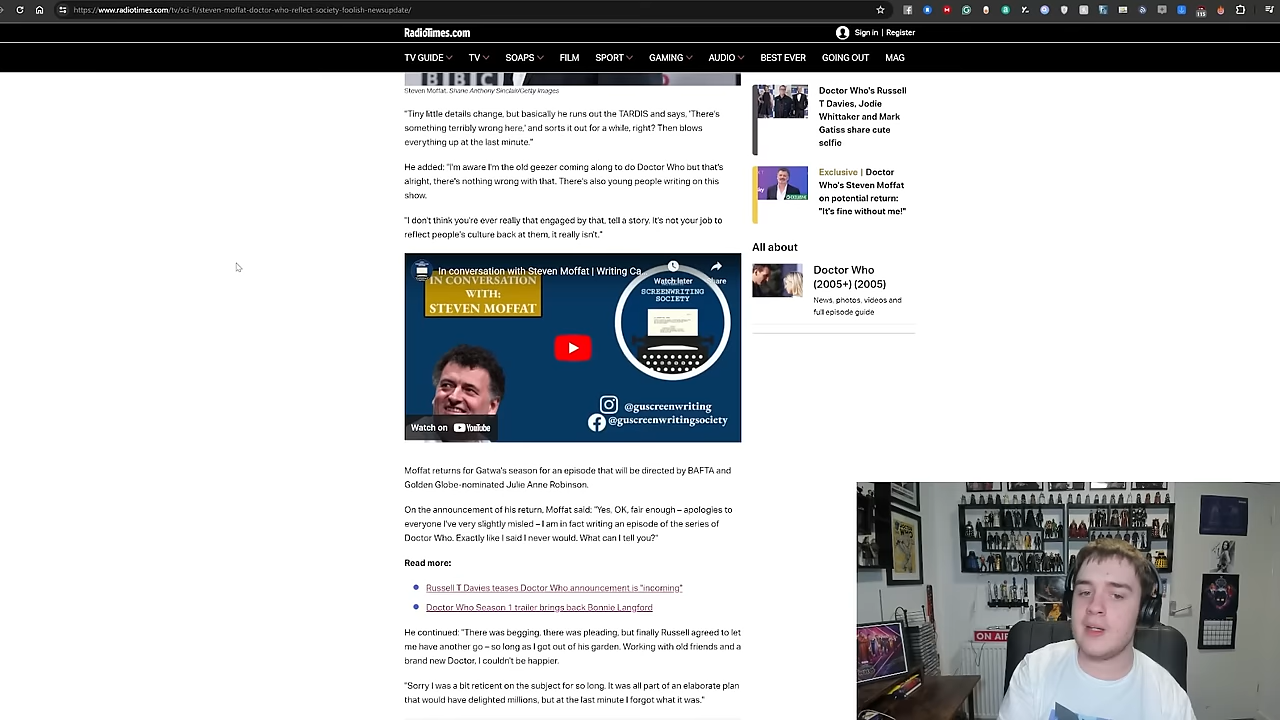 https://www.radiotimes.com/tv/sci-fi/steven-moffat-doctor-who-reflect-society-foolish-newsupdate/
115
RadioTimes.com
Sign in | Register
TV GUIDE
TV
SOAPS
FILM
SPORT
GAMING
AUDIO
BEST EVER
GOING OUT
MAG
BBC
Steven Moffat. Shane Anthony Sinclair/Getty Images
"Tiny little details change, but basically he runs out the TARDIS and says, 'There's
something terribly wrong here,' and sorts it out for a while, right? Then blows
everything up at the last minute."
He added: "I'm aware I'm the old geezer coming along to do Doctor Who but that's
alright, there's nothing wrong with that. There's also young people writing on this
show.
"I don't think you're ever really that engaged by that, tell a story. It's not your job to
reflect people's culture back at them, it really isn't."
In conversation with Steven Moffat | Writing Ca...
Watch later
Share
IN CONVERSATION
WITH:
STEVEN MOFFAT
SCREENWRITING
SOCIETY
@guscreenwriting
@guscreenwritingsociety
Watch on YouTube
Moffat returns for Gatwa's season for an episode that will be directed by BAFTA and
Golden Globe-nominated Julie Anne Robinson.
On the announcement of his return, Moffat said: "Yes, OK, fair enough – apologies to
everyone I've very slightly misled – I am in fact writing an episode of the series of
Doctor Who. Exactly like I said I never would. What can I tell you?"
Read more:
Russell T Davies teases Doctor Who announcement is "incoming"
Doctor Who Season 1 trailer brings back Bonnie Langford
He continued: "There was begging, there was pleading, but finally Russell agreed to let
me have another go – so long as I got out of his garden. Working with old friends and a
brand new Doctor, I couldn't be happier.
"Sorry I was a bit reticent on the subject for so long. It was all part of an elaborate plan
that would have delighted millions, but at the last minute I forgot what it was."
Doctor Who's Russell
T Davies, Jodie
Whittaker and Mark
Gatiss share cute
selfie
Exclusive | Doctor
Who's Steven Moffat
on potential return:
"It's fine without me!"
All about
Doctor Who
(2005+) (2005)
News, photos, videos and
full episode guide
ON AIR